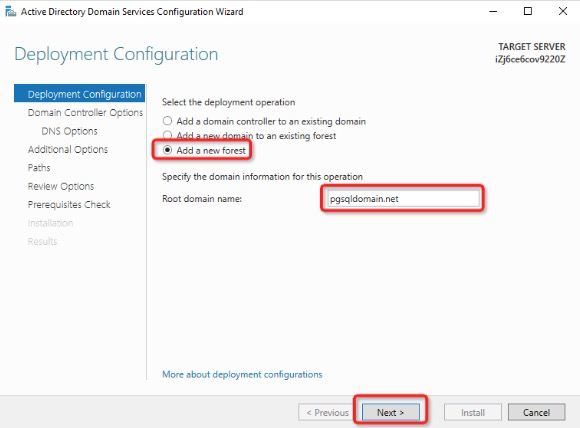 Active Directory Domain Services Configuration Wizard
Deployment Configuration
TARGET SERVER
iZj6ce6cov9220Z
Deployment Configuration
Domain Controller Options
DNS Options
Additional Options
Paths
Review Options
Prerequisites Check
Installation
Results
Select the deployment operation
Add a domain controller to an existing domain
Add a new domain to an existing forest
Add a new forest
Specify the domain information for this operation
Root domain name: pgsqldomain.net
More about deployment configurations
< Previous Next > Install Cancel